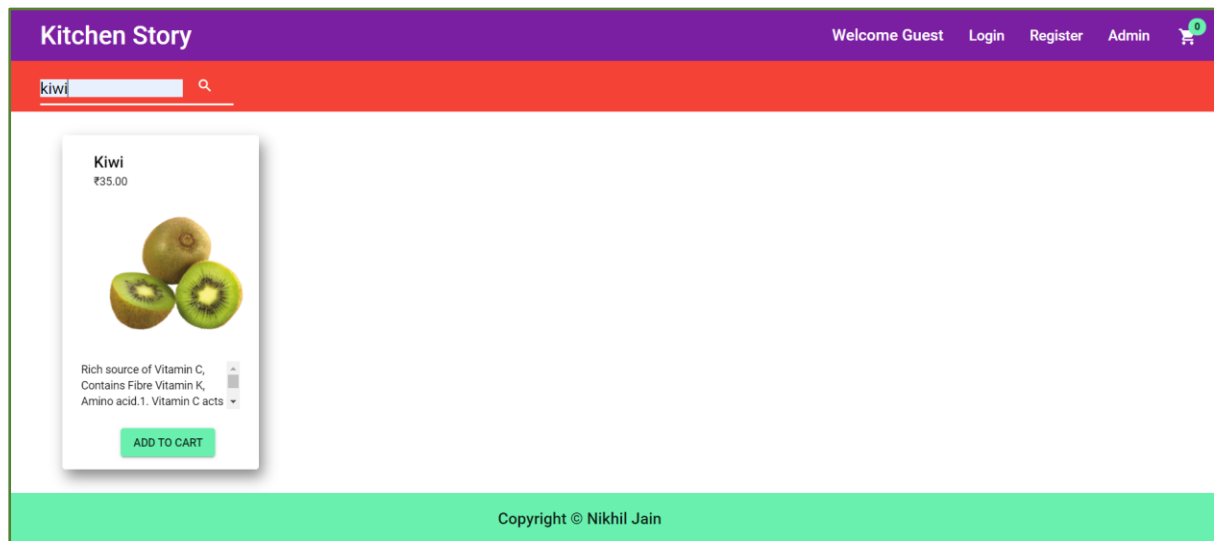 Kitchen Story
Welcome Guest Login Register Admin 0
kiwi
Kiwi
₹35.00
Rich source of Vitamin C,
Contains Fibre Vitamin K,
Amino acid.1. Vitamin C acts
ADD TO CART
Copyright © Nikhil Jain